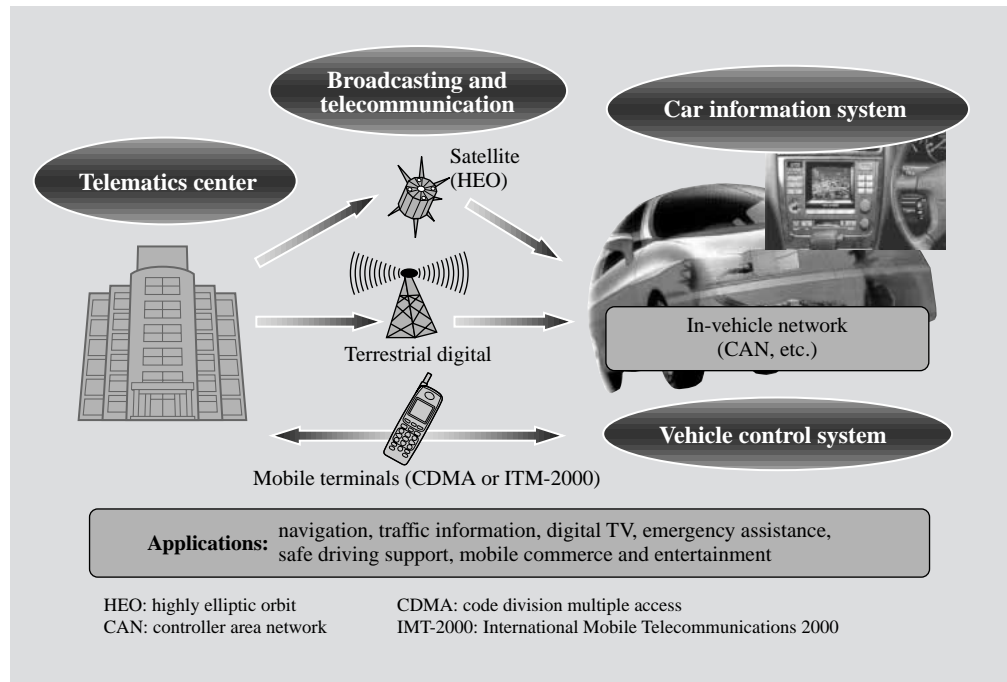 Broadcasting and
telecommunication
Car information system
Telematics center
Satellite
(HEO)
Terrestrial digital
In-vehicle network
(CAN, etc.)
Vehicle control system
Mobile terminals (CDMA or ITM-2000)
Applications: navigation, traffic information, digital TV, emergency assistance,
safe driving support, mobile commerce and entertainment
HEO: highly elliptic orbit
CAN: controller area network
CDMA: code division multiple access
IMT-2000: International Mobile Telecommunications 2000